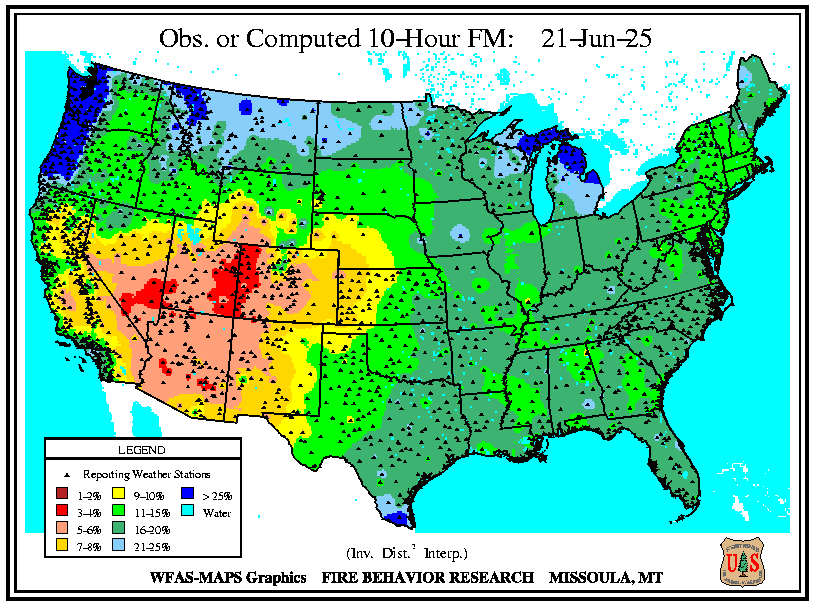 Obs. or Computed 10-Hour FM: 21-Jun-25
LEGEND
Reporting Weather Stations
1-2% 9-10% > 25%
3-4% 11-15% Water
5-6% 16-20%
7-8% 21-25%
(Inv. Dist.² Interp.)
WFAS-MAPS Graphics FIRE BEHAVIOR RESEARCH MISSOULA, MT
U S